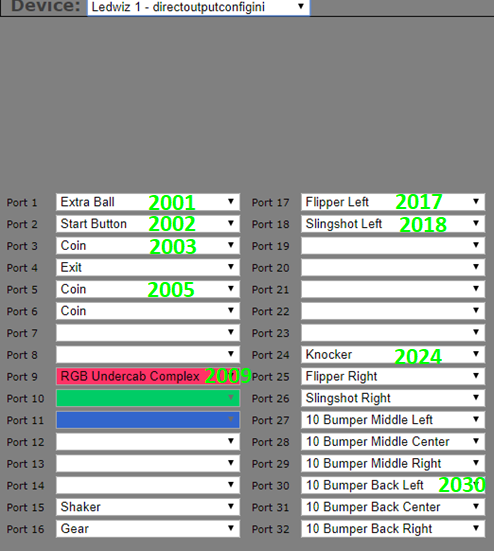 Device: Ledwiz 1 - directoutputconfigini
Port 1 Extra Ball 2001
Port 2 Start Button 2002
Port 3 Coin 2003
Port 4 Exit
Port 5 Coin 2005
Port 6 Coin
Port 7
Port 8
Port 9 RGB Undercab Complex 2009
Port 10
Port 11
Port 12
Port 13
Port 14
Port 15 Shaker
Port 16 Gear
Port 17 Flipper Left 2017
Port 18 Slingshot Left 2018
Port 19
Port 20
Port 21
Port 22
Port 23
Port 24 Knocker 2024
Port 25 Flipper Right
Port 26 Slingshot Right
Port 27 10 Bumper Middle Left
Port 28 10 Bumper Middle Center
Port 29 10 Bumper Middle Right
Port 30 10 Bumper Back Left 2030
Port 31 10 Bumper Back Center
Port 32 10 Bumper Back Right